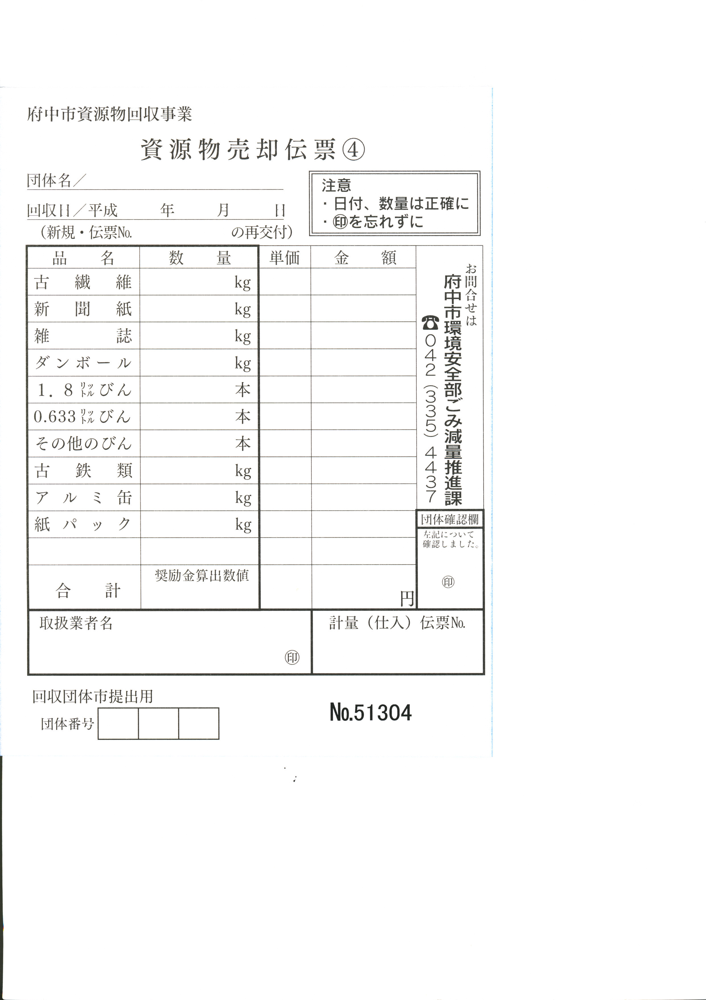 府中市資源物回収事業
資源物売却伝票④
団体名／
回収日／平成　年　月　日
（新規・伝票№　の再交付）
注意
・日付、数量は正確に
・㊞を忘れずに
品名　数量　単価　金額
古繊維　kg
新聞紙　kg
雑誌　kg
ダンボール　kg
1．8㍑びん　本
0.633㍑びん　本
その他のびん　本
古鉄類　kg
アルミ缶　kg
紙パック　kg
合計　奨励金算出数値　円
お問合せは
府中市環境安全部ごみ減量推進課
☎042（335）4437
団体確認欄
左記について
確認しました。
㊞
取扱業者名
㊞
計量（仕入）伝票№
回収団体市提出用
団体番号
№51304